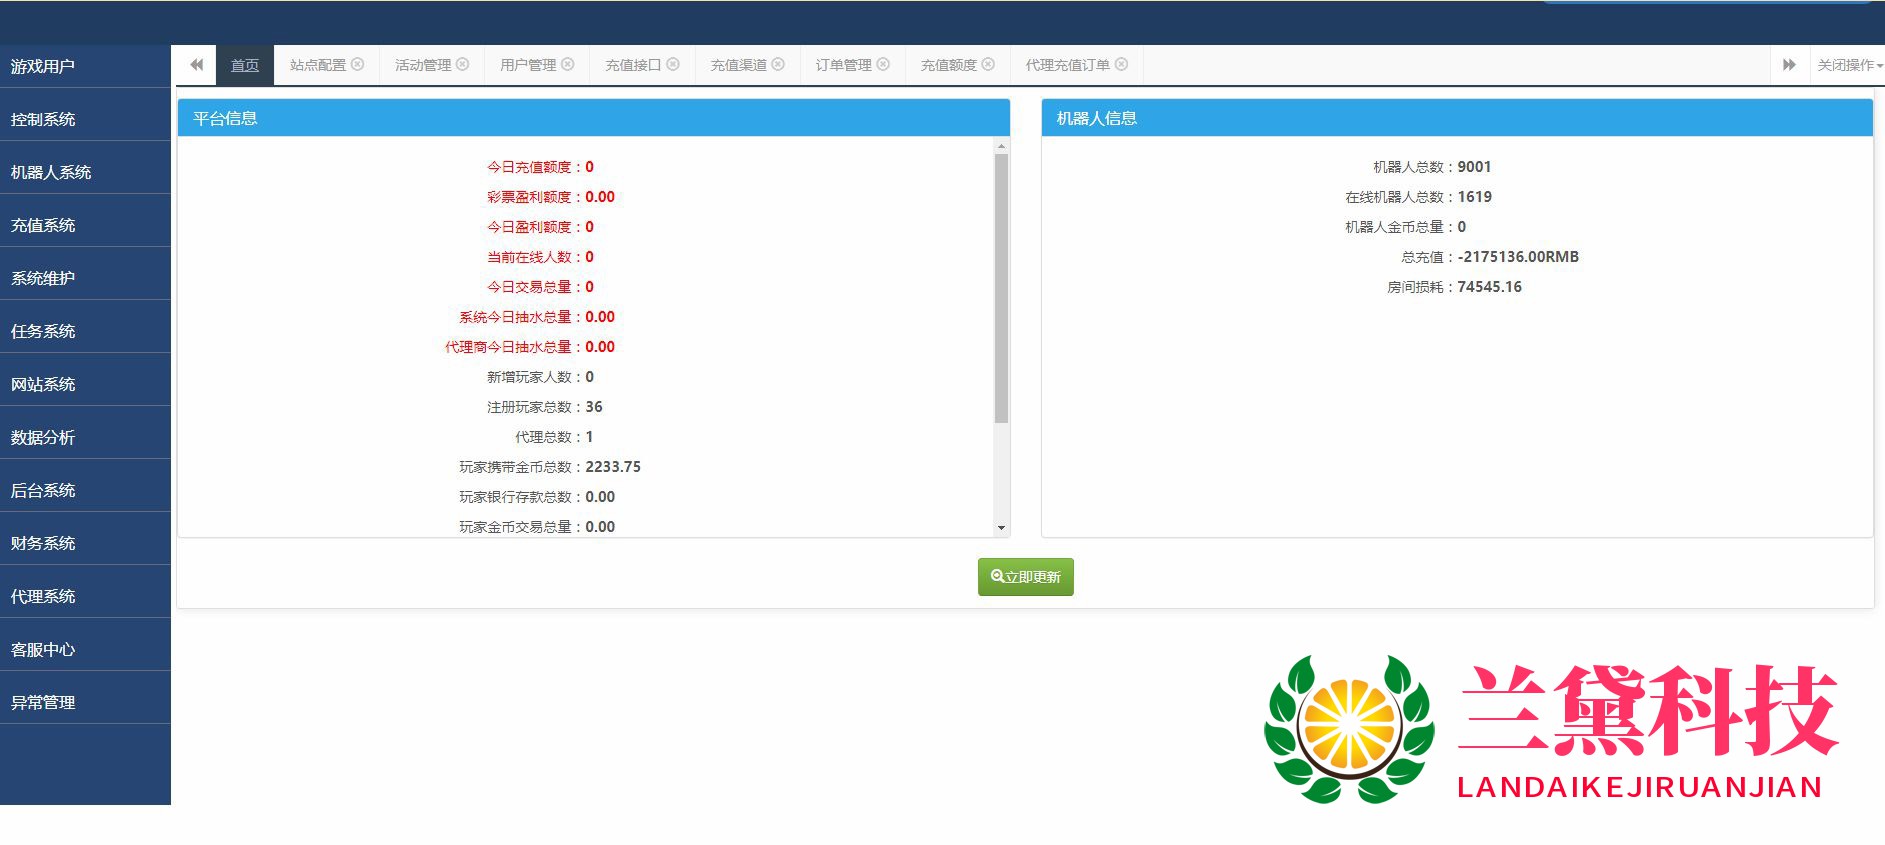 首页
站点配置
活动管理
用户管理
充值接口
充值渠道
订单管理
充值额度
代理充值订单
关闭操作
游戏用户
控制系统
机器人系统
充值系统
系统维护
任务系统
网站系统
数据分析
后台系统
财务系统
代理系统
客服中心
异常管理
平台信息
今日充值额度：0
彩票盈利额度：0.00
今日盈利额度：0
当前在线人数：0
今日交易总量：0
系统今日抽水总量：0.00
代理商今日抽水总量：0.00
新增玩家人数：0
注册玩家总数：36
代理总数：1
玩家携带金币总数：2233.75
玩家银行存款总数：0.00
玩家金币交易总量：0.00
机器人信息
机器人总数：9001
在线机器人总数：1619
机器人金币总量：0
总充值：-2175136.00RMB
房间损耗：74545.16
立即更新
兰黛科技
LANDAIKEJIRUANJIAN